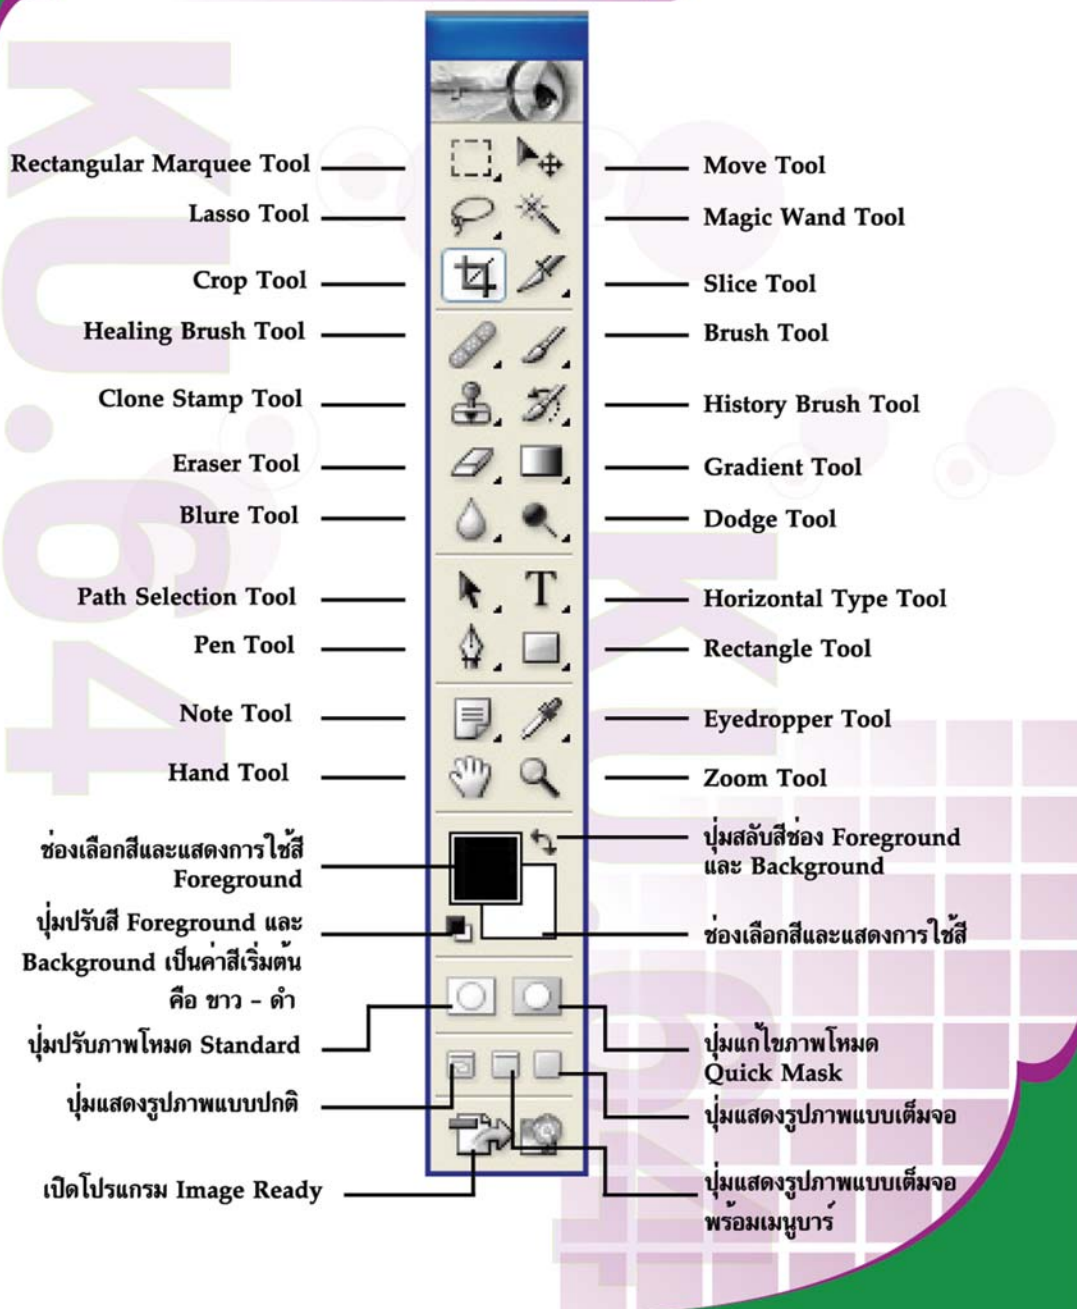 Rectangular Marquee Tool
Move Tool
Lasso Tool
Magic Wand Tool
Crop Tool
Slice Tool
Healing Brush Tool
Brush Tool
Clone Stamp Tool
History Brush Tool
Eraser Tool
Gradient Tool
Blure Tool
Dodge Tool
Path Selection Tool
Horizontal Type Tool
Pen Tool
Rectangle Tool
Note Tool
Eyedropper Tool
Hand Tool
Zoom Tool
ช่องเลือกสีและแสดงการใช้สี
Foreground
ปุ่มสลับสีช่อง Foreground
และ Background
ปุ่มปรับสี Foreground และ
Background เป็นค่าสีเริ่มต้น
คือ ขาว - ดำ
ช่องเลือกสีและแสดงการใช้สี
ปุ่มปรับภาพโหมด Standard
ปุ่มแก้ไขภาพโหมด
Quick Mask
ปุ่มแสดงรูปภาพแบบปกติ
ปุ่มแสดงรูปภาพแบบเต็มจอ
เปิดโปรแกรม Image Ready
ปุ่มแสดงรูปภาพแบบเต็มจอ
พร้อมเมนูบาร์
T
KU.64
KU.64